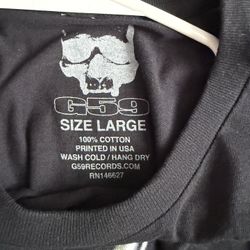 G59
SIZE LARGE
100% COTTON
PRINTED IN USA
WASH COLD / HANG DRY
G59RECORDS.COM
RN146627